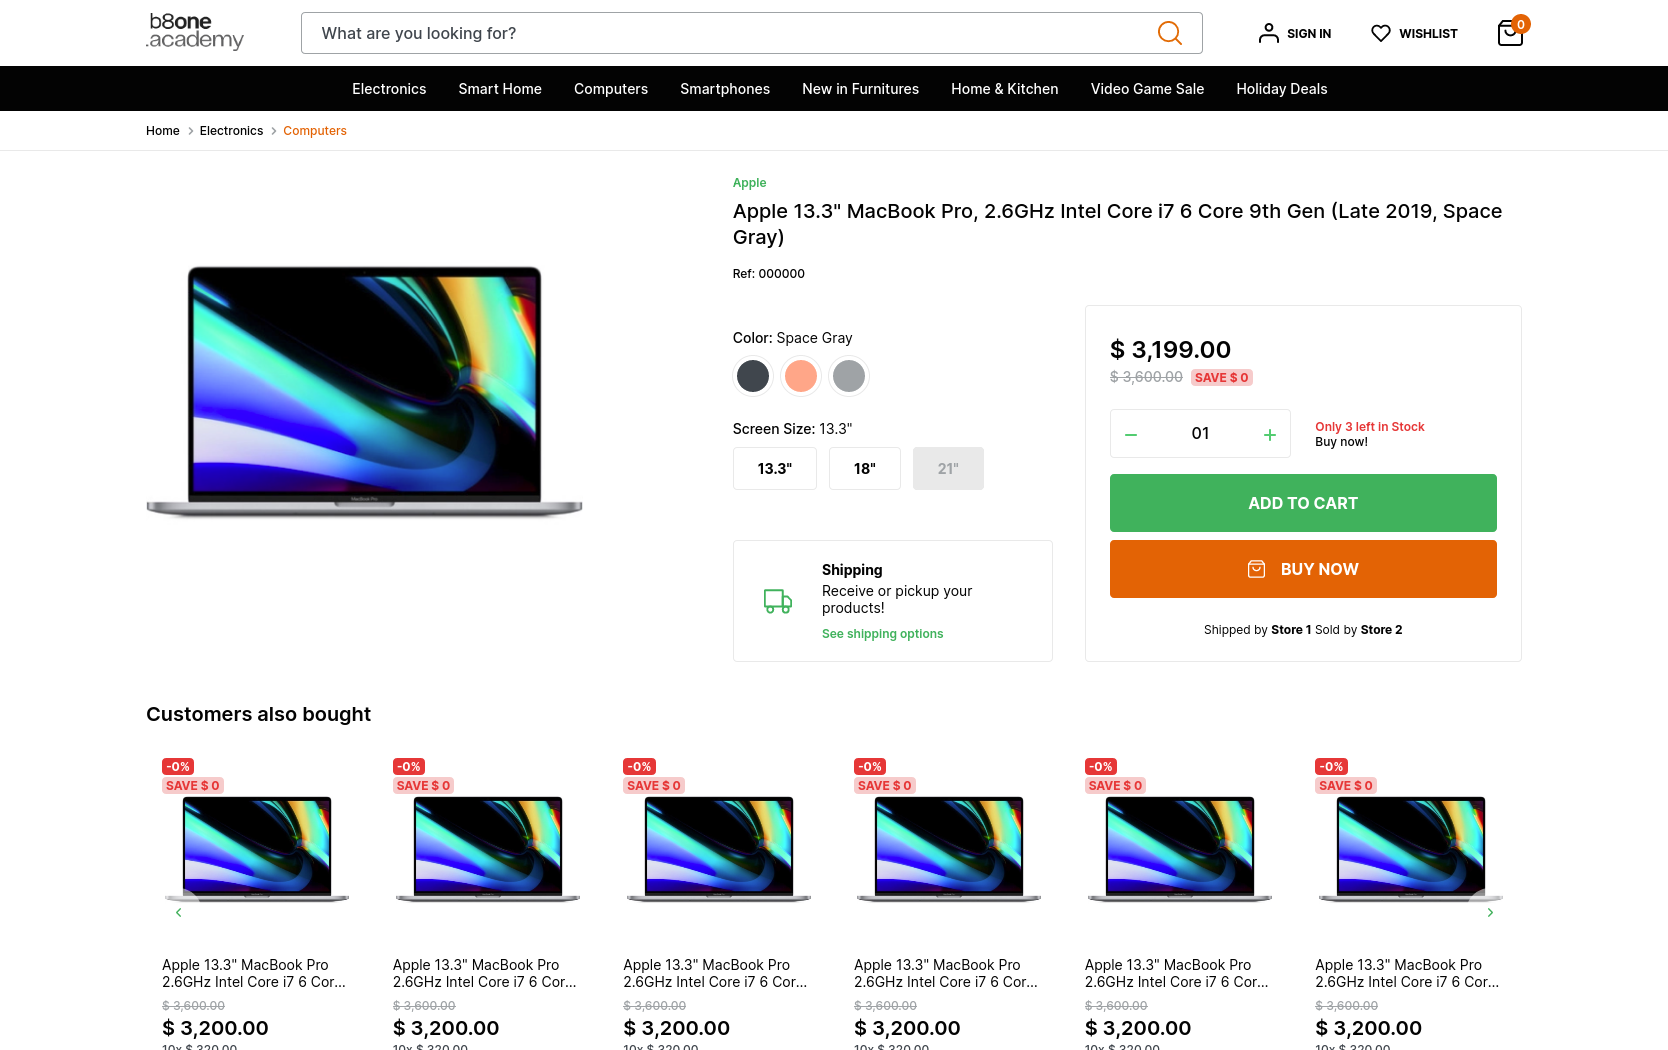 b8one
.academy
What are you looking for?
SIGN IN
WISHLIST
0
Electronics Smart Home Computers Smartphones New in Furnitures Home & Kitchen Video Game Sale Holiday Deals
Home > Electronics > Computers
Apple
Apple 13.3" MacBook Pro, 2.6GHz Intel Core i7 6 Core 9th Gen (Late 2019, Space
Gray)
Ref: 000000
Color: Space Gray
Screen Size: 13.3"
13.3" 18" 21"
Shipping
Receive or pickup your
products!
See shipping options
$ 3,199.00
$ 3,600.00 SAVE $ 0
− 01 +
Only 3 left in Stock
Buy now!
ADD TO CART
BUY NOW
Shipped by Store 1 Sold by Store 2
Customers also bought
-0% -0% -0% -0% -0% -0%
SAVE $ 0 SAVE $ 0 SAVE $ 0 SAVE $ 0 SAVE $ 0 SAVE $ 0
Apple 13.3" MacBook Pro Apple 13.3" MacBook Pro Apple 13.3" MacBook Pro Apple 13.3" MacBook Pro Apple 13.3" MacBook Pro Apple 13.3" MacBook Pro
2.6GHz Intel Core i7 6 Cor... 2.6GHz Intel Core i7 6 Cor... 2.6GHz Intel Core i7 6 Cor... 2.6GHz Intel Core i7 6 Cor... 2.6GHz Intel Core i7 6 Cor... 2.6GHz Intel Core i7 6 Cor...
$ 3,600.00 $ 3,600.00 $ 3,600.00 $ 3,600.00 $ 3,600.00 $ 3,600.00
$ 3,200.00 $ 3,200.00 $ 3,200.00 $ 3,200.00 $ 3,200.00 $ 3,200.00
10x $ 320.00 10x $ 320.00 10x $ 320.00 10x $ 320.00 10x $ 320.00 10x $ 320.00